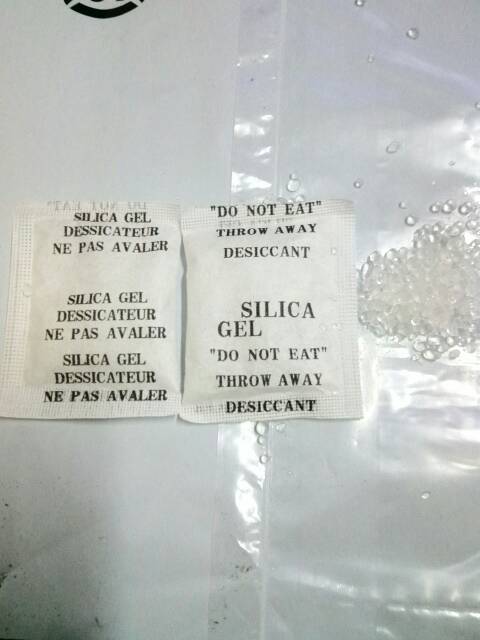 SILICA GEL
DESSICATEUR
NE PAS AVALER
SILICA GEL
DESSICATEUR
NE PAS AVALER
SILICA GEL
DESSICATEUR
NE PAS AVALER
"DO NOT EAT"
THROW AWAY
DESICCANT
SILICA
GEL
"DO NOT EAT"
THROW AWAY
DESICCANT